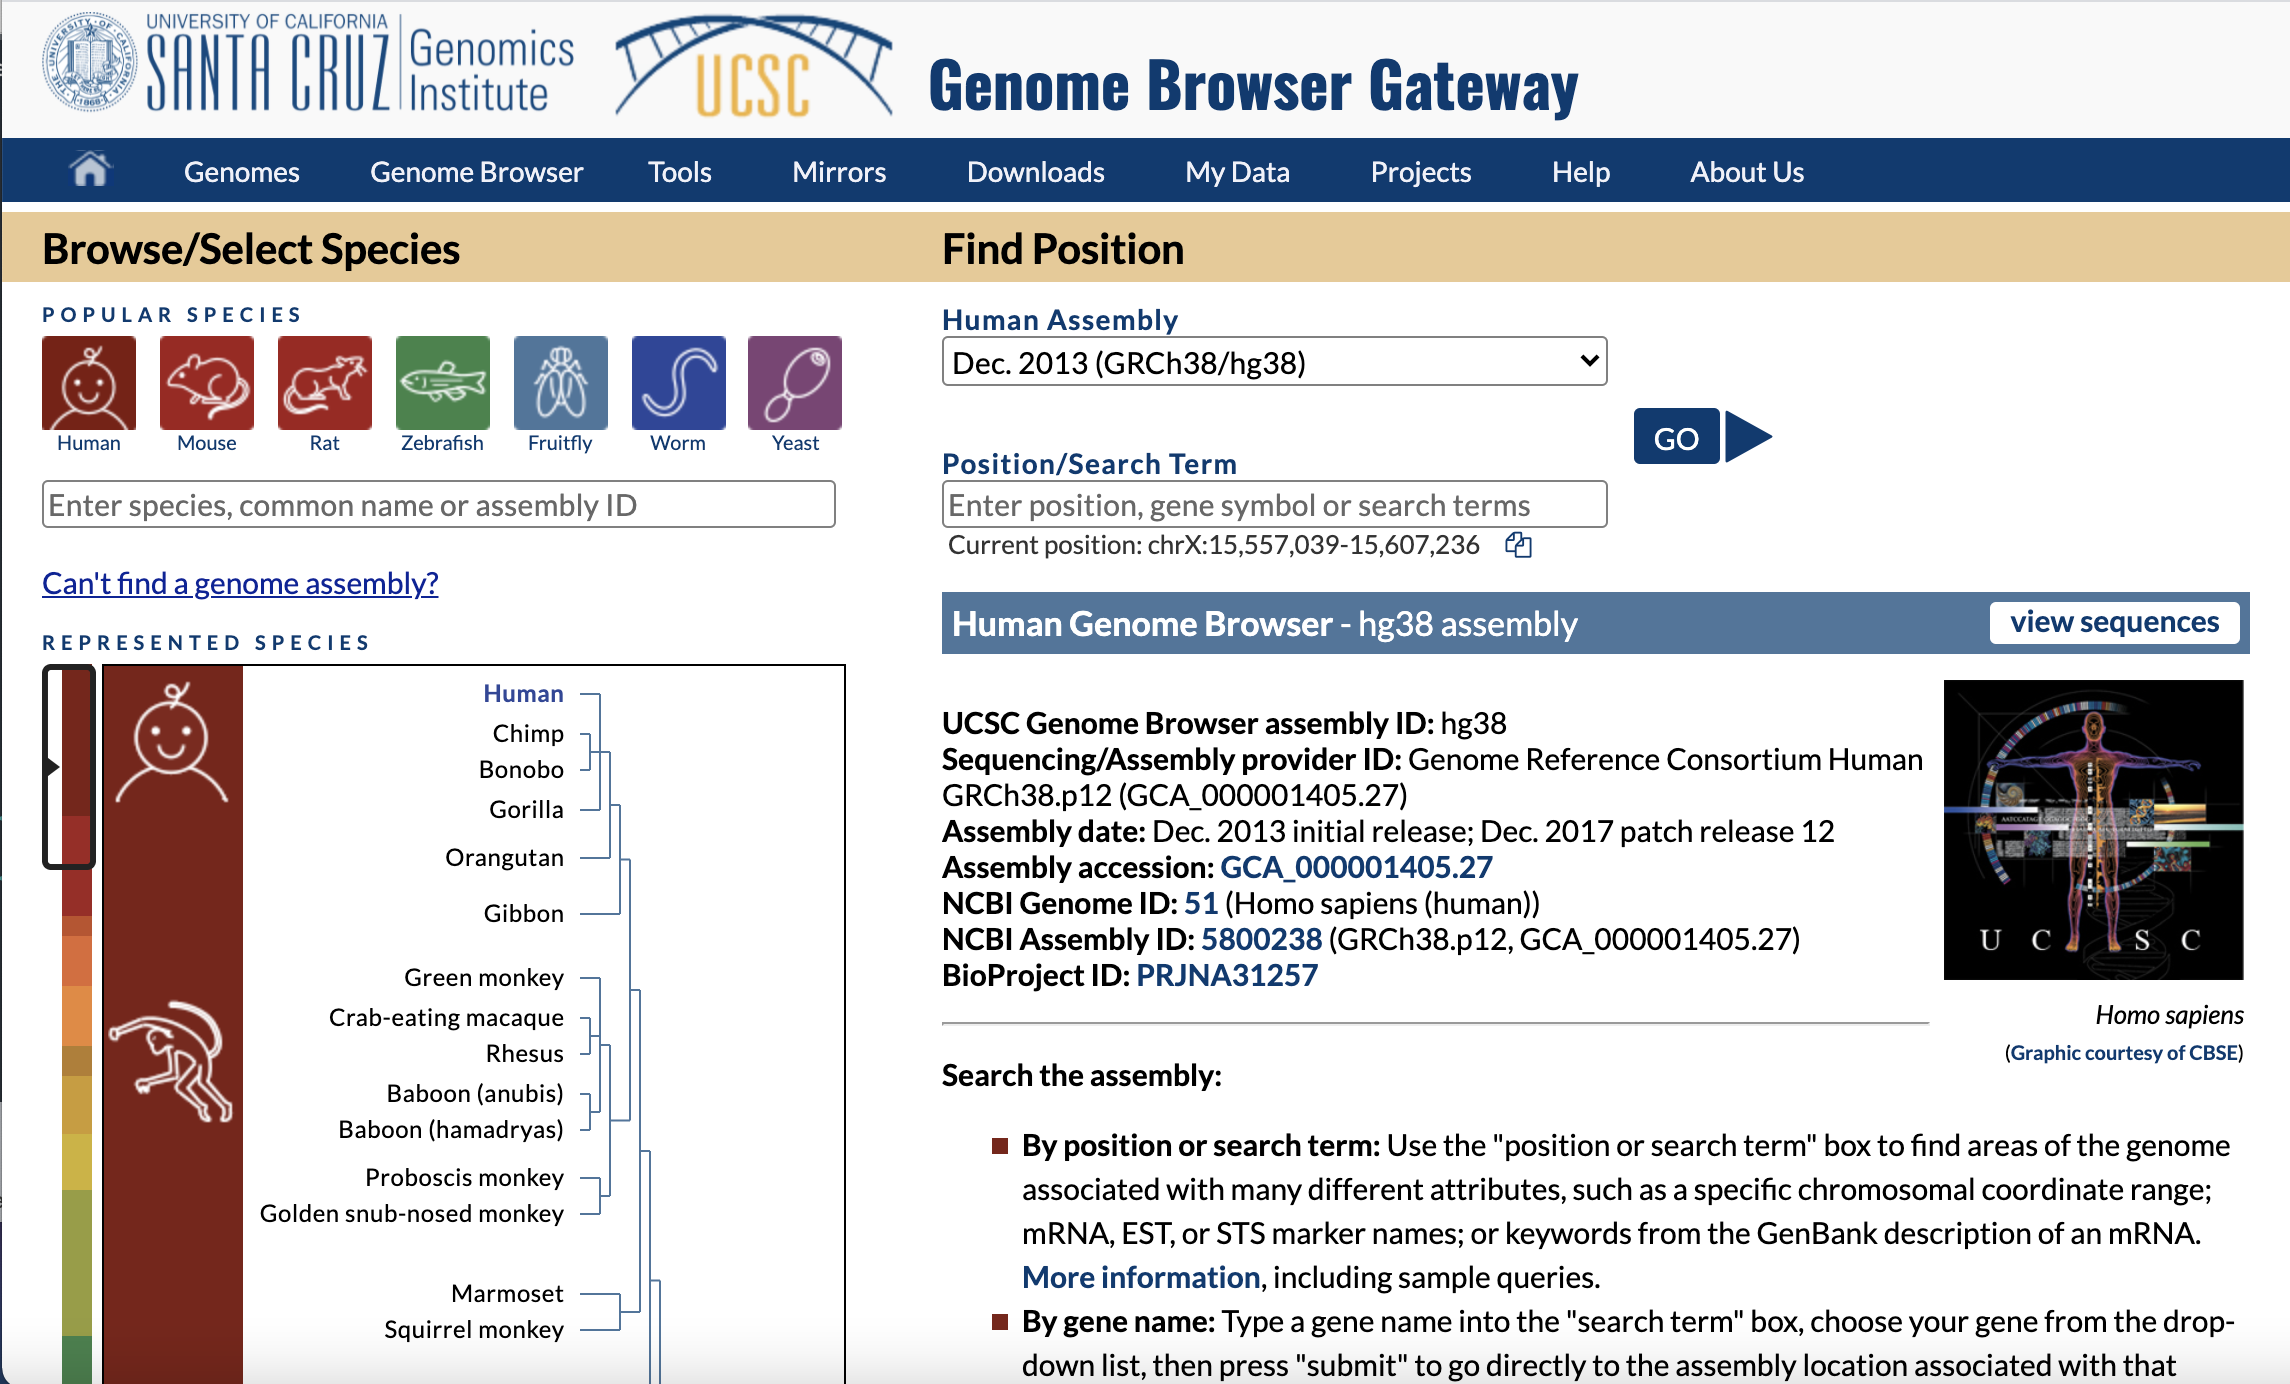 UNIVERSITY OF CALIFORNIA
SANTA CRUZ
Genomics
Institute
UCSC
Genome Browser Gateway
Genomes
Genome Browser
Tools
Mirrors
Downloads
My Data
Projects
Help
About Us
Browse/Select Species
POPULAR SPECIES
Human
Mouse
Rat
Zebrafish
Fruitfly
Worm
Yeast
Enter species, common name or assembly ID
Can't find a genome assembly?
REPRESENTED SPECIES
Human
Chimp
Bonobo
Gorilla
Orangutan
Gibbon
Green monkey
Crab-eating macaque
Rhesus
Baboon (anubis)
Baboon (hamadryas)
Proboscis monkey
Golden snub-nosed monkey
Marmoset
Squirrel monkey
Find Position
Human Assembly
Dec. 2013 (GRCh38/hg38)
GO
Position/Search Term
Enter position, gene symbol or search terms
Current position: chrX:15,557,039-15,607,236
Human Genome Browser - hg38 assembly
view sequences
UCSC Genome Browser assembly ID: hg38
Sequencing/Assembly provider ID: Genome Reference Consortium Human
GRCh38.p12 (GCA_000001405.27)
Assembly date: Dec. 2013 initial release; Dec. 2017 patch release 12
Assembly accession: GCA_000001405.27
NCBI Genome ID: 51 (Homo sapiens (human))
NCBI Assembly ID: 5800238 (GRCh38.p12, GCA_000001405.27)
BioProject ID: PRJNA31257
U C S C
Homo sapiens
(Graphic courtesy of CBSE)
Search the assembly:
By position or search term: Use the "position or search term" box to find areas of the genome
associated with many different attributes, such as a specific chromosomal coordinate range;
mRNA, EST, or STS marker names; or keywords from the GenBank description of an mRNA.
More information, including sample queries.
By gene name: Type a gene name into the "search term" box, choose your gene from the drop-
down list, then press "submit" to go directly to the assembly location associated with that